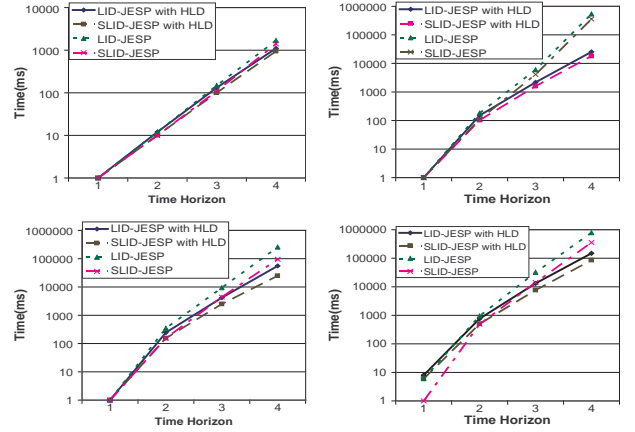 LID-JESP with HLD
SLID-JESP with HLD
LID-JESP
SLID-JESP
10000
1000
100
10
1
Time(ms)
1 2 3 4
Time Horizon
LID-JESP with HLD
SLID-JESP with HLD
LID-JESP
SLID-JESP
1000000
100000
10000
1000
100
10
1
Time(ms)
1 2 3 4
Time Horizon
LID-JESP with HLD
SLID-JESP with HLD
LID-JESP
SLID-JESP
1000000
100000
10000
1000
100
10
1
Time(ms)
1 2 3 4
Time Horizon
LID-JESP with HLD
SLID-JESP with HLD
LID-JESP
SLID-JESP
1000000
100000
10000
1000
100
10
1
Time(ms)
1 2 3 4
Time Horizon